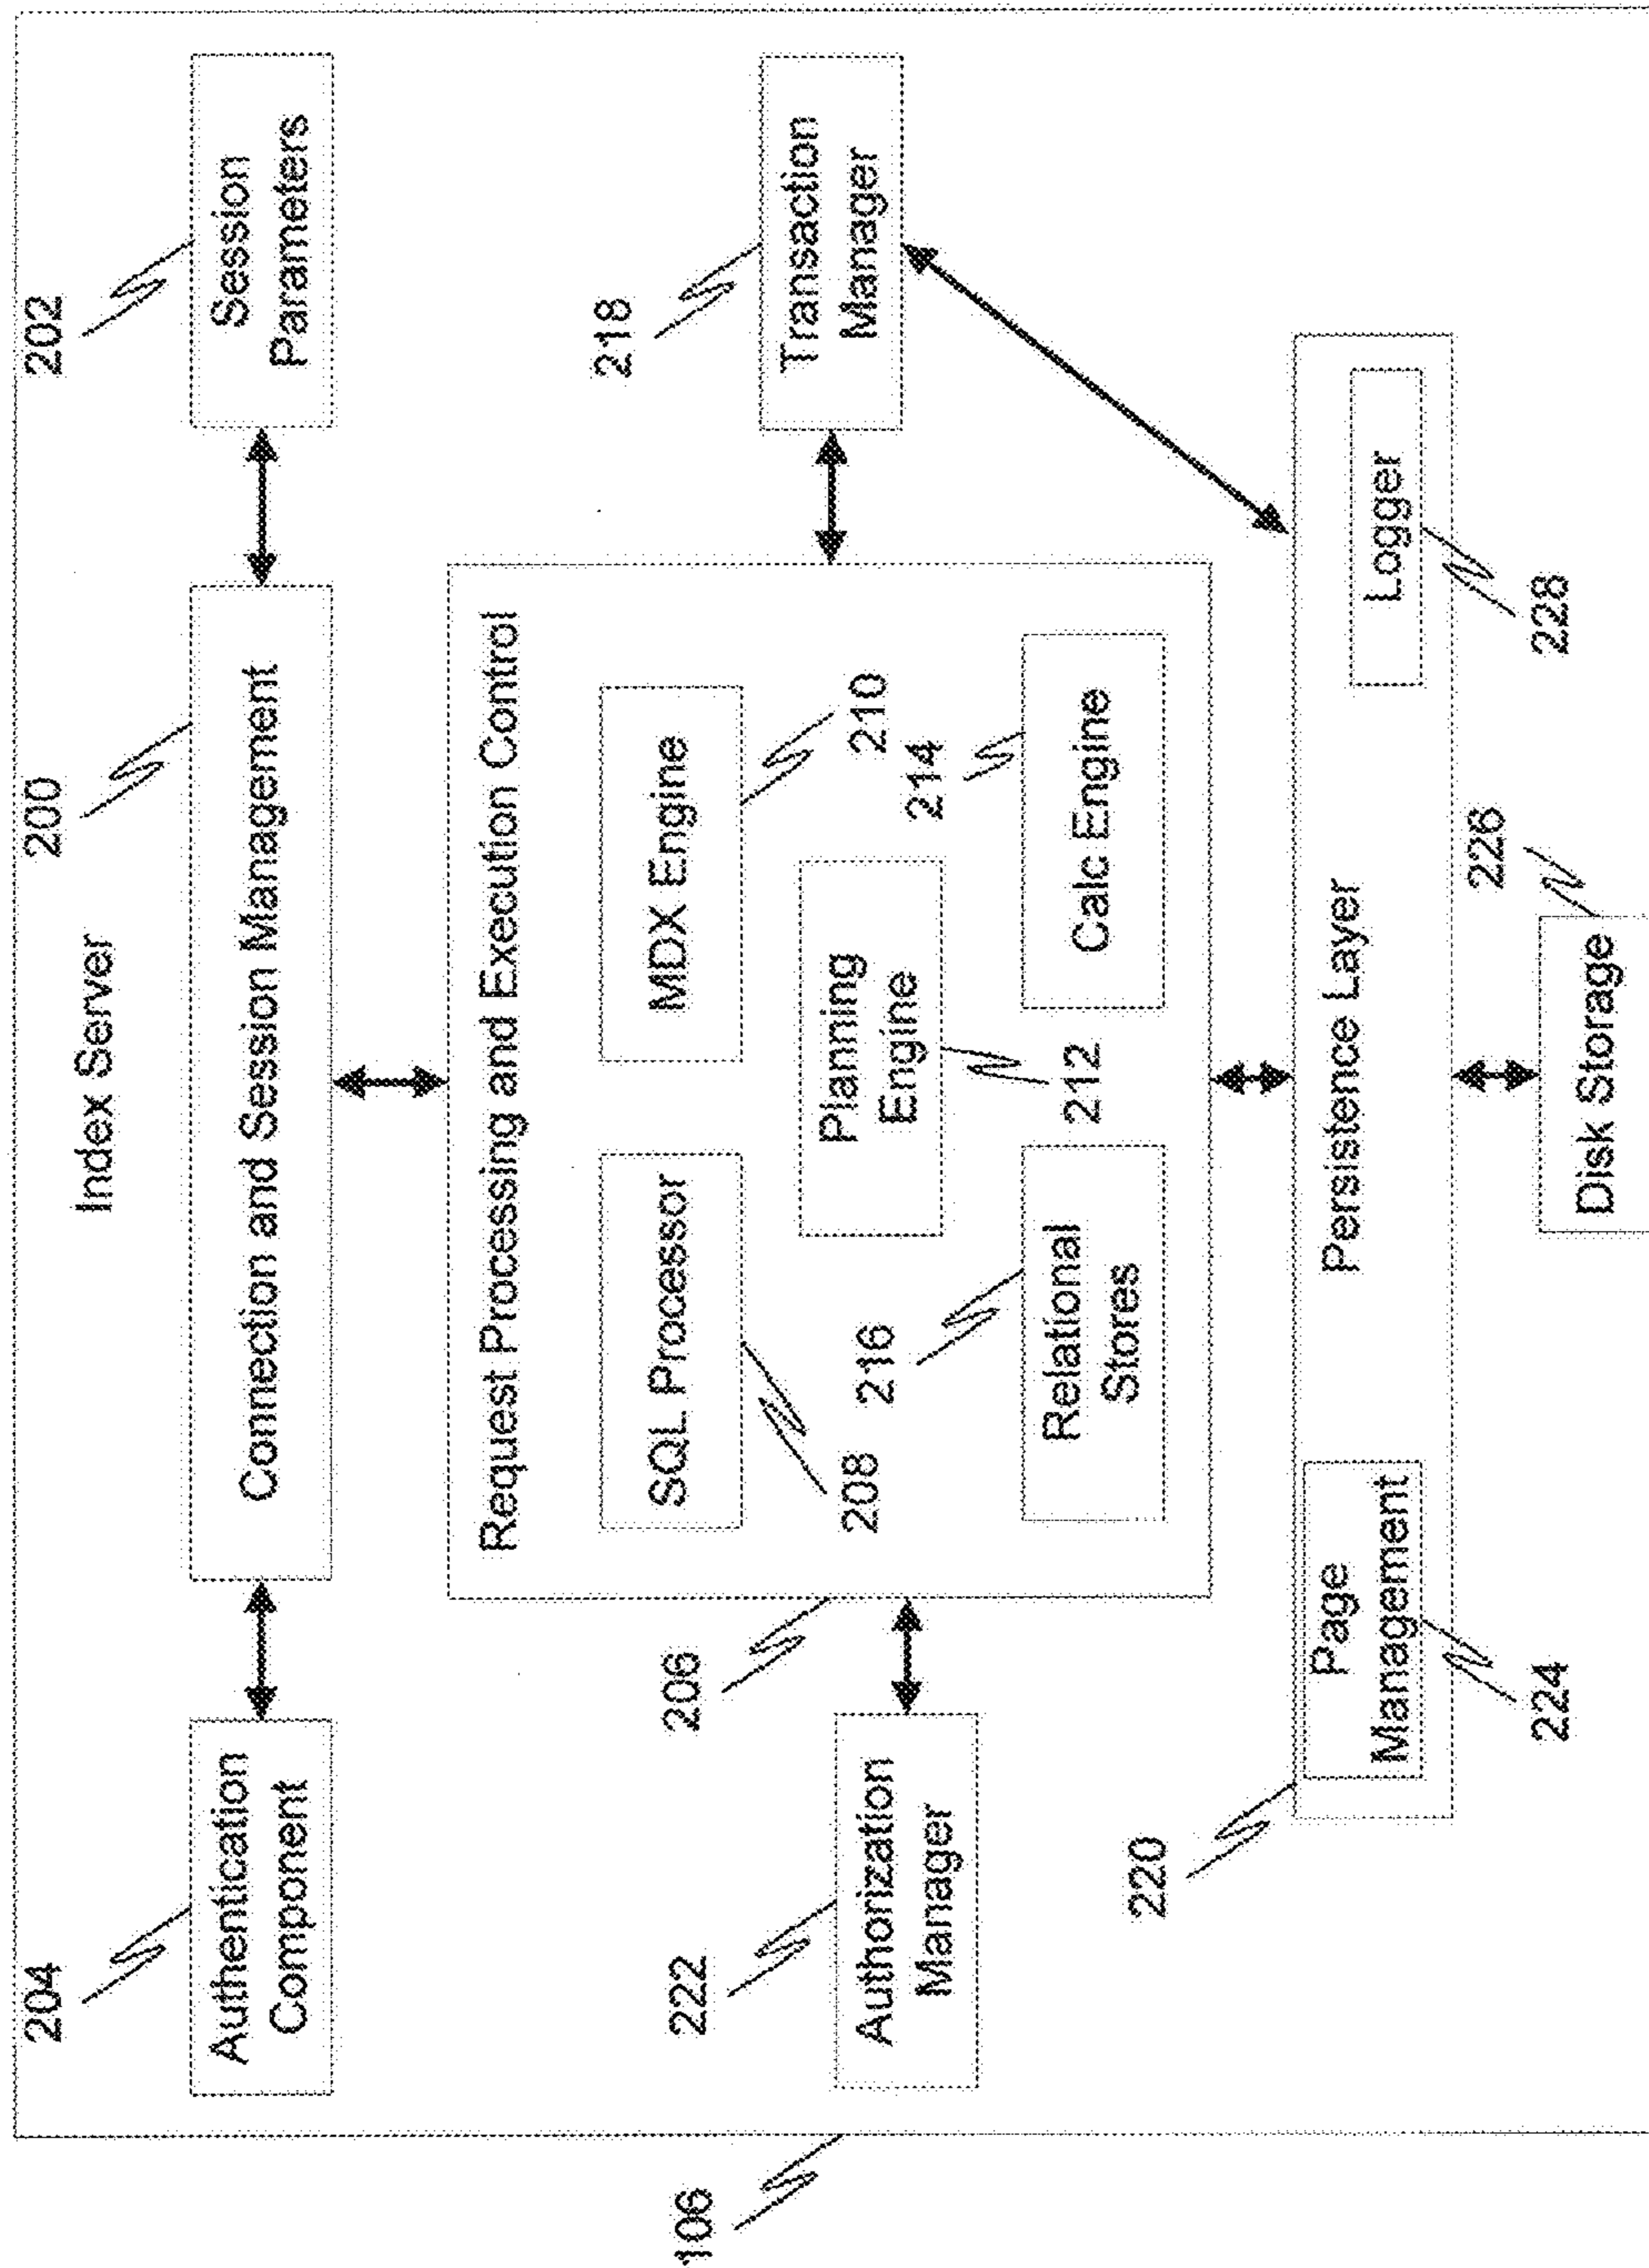 Index Server
204
200
202
Authentication
Component
Connection and Session Management
Session
Parameters
106
222
206
218
Authorization
Manager
Request Processing and Execution Control
Transaction
Manager
SQL Processor
MDX Engine
208
210
Planning
Engine
216
212
214
Relational
Stores
Calc Engine
220
Page
Management
Persistence Layer
Logger
224
226
228
Disk Storage